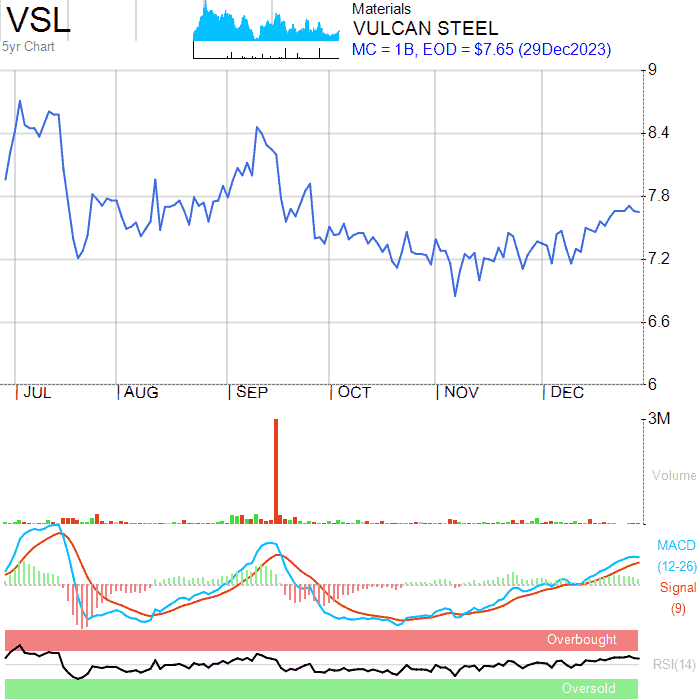 VSL
5yr Chart
Materials
VULCAN STEEL
MC = 1B, EOD = $7.65 (29Dec2023)
9
8.4
7.8
7.2
6.6
6
JUL
AUG
SEP
OCT
NOV
DEC
3M
Volume
MACD
(12-26)
Signal
(9)
Overbought
RSI(14)
Oversold